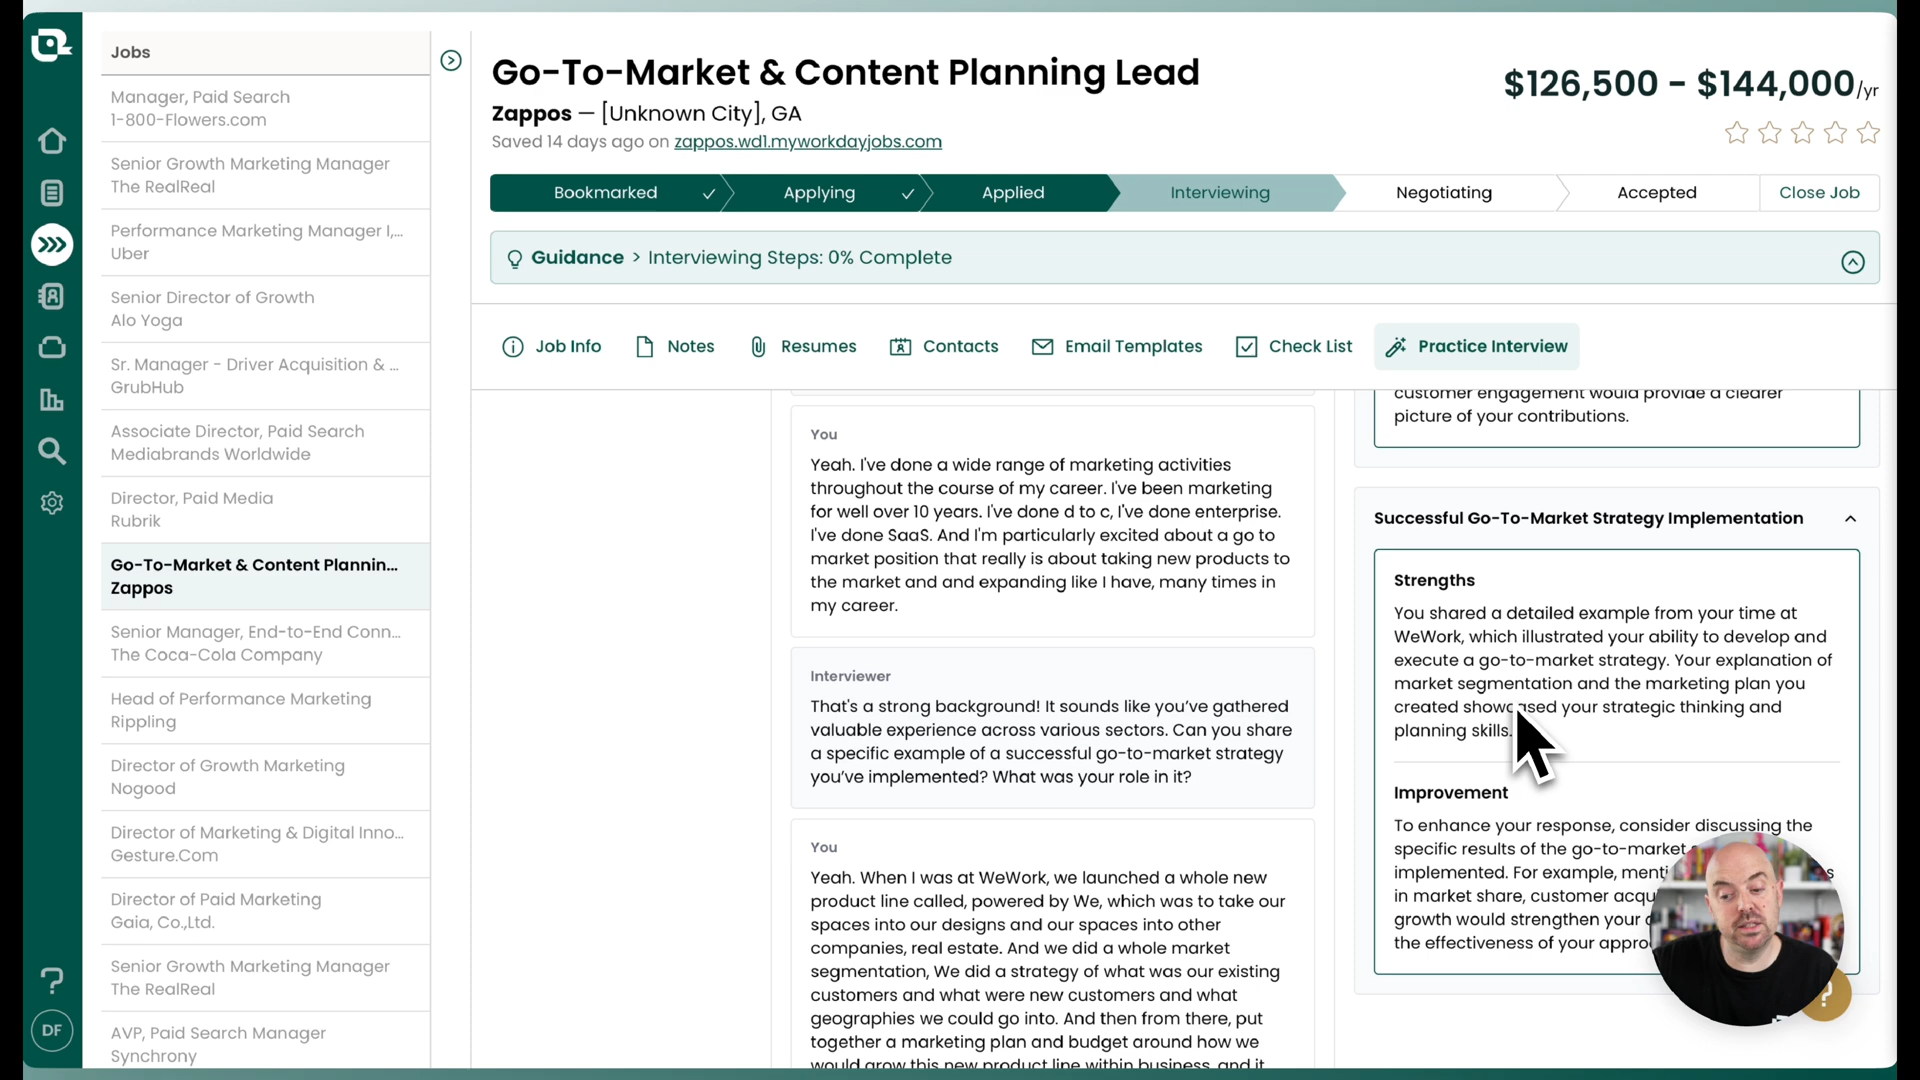 Jobs
Manager, Paid Search
1-800-Flowers.com
Senior Growth Marketing Manager
The RealReal
Performance Marketing Manager I,...
Uber
Senior Director of Growth
Alo Yoga
Sr. Manager - Driver Acquisition & ...
GrubHub
Associate Director, Paid Search
Mediabrands Worldwide
Director, Paid Media
Rubrik
Go-To-Market & Content Plannin...
Zappos
Senior Manager, End-to-End Conn...
The Coca-Cola Company
Head of Performance Marketing
Rippling
Director of Growth Marketing
Nogood
Director of Marketing & Digital Inno...
Gesture.Com
Director of Paid Marketing
Gaia, Co.,Ltd.
Senior Growth Marketing Manager
The RealReal
AVP, Paid Search Manager
Synchrony
?
DF
Go-To-Market & Content Planning Lead
Zappos — [Unknown City], GA
Saved 14 days ago on zappos.wd1.myworkdayjobs.com
$126,500 - $144,000/yr
Bookmarked
Applying
Applied
Interviewing
Negotiating
Accepted
Close Job
Guidance > Interviewing Steps: 0% Complete
Job Info
Notes
Resumes
Contacts
Email Templates
Check List
Practice Interview
You
Yeah. I've done a wide range of marketing activities
throughout the course of my career. I've been marketing
for well over 10 years. I've done d to c, I've done enterprise.
I've done SaaS. And I'm particularly excited about a go to
market position that really is about taking new products to
the market and and expanding like I have, many times in
my career.
Interviewer
That's a strong background! It sounds like you've gathered
valuable experience across various sectors. Can you share
a specific example of a successful go-to-market strategy
you've implemented? What was your role in it?
You
Yeah. When I was at WeWork, we launched a whole new
product line called, powered by We, which was to take our
spaces into our designs and our spaces into other
companies, real estate. And we did a whole market
segmentation, We did a strategy of what was our existing
customers and what were new customers and what
geographies we could go into. And then from there, put
together a marketing plan and budget around how we
would grow this new product line within business, and it
customer engagement would provide a clearer
picture of your contributions.
Successful Go-To-Market Strategy Implementation
Strengths
You shared a detailed example from your time at
WeWork, which illustrated your ability to develop and
execute a go-to-market strategy. Your explanation of
market segmentation and the marketing plan you
created showcased your strategic thinking and
planning skills.
Improvement
To enhance your response, consider discussing the
specific results of the go-to-market
implemented. For example,
in market share, customer
growth would strengthen your
the effectiveness of your
?